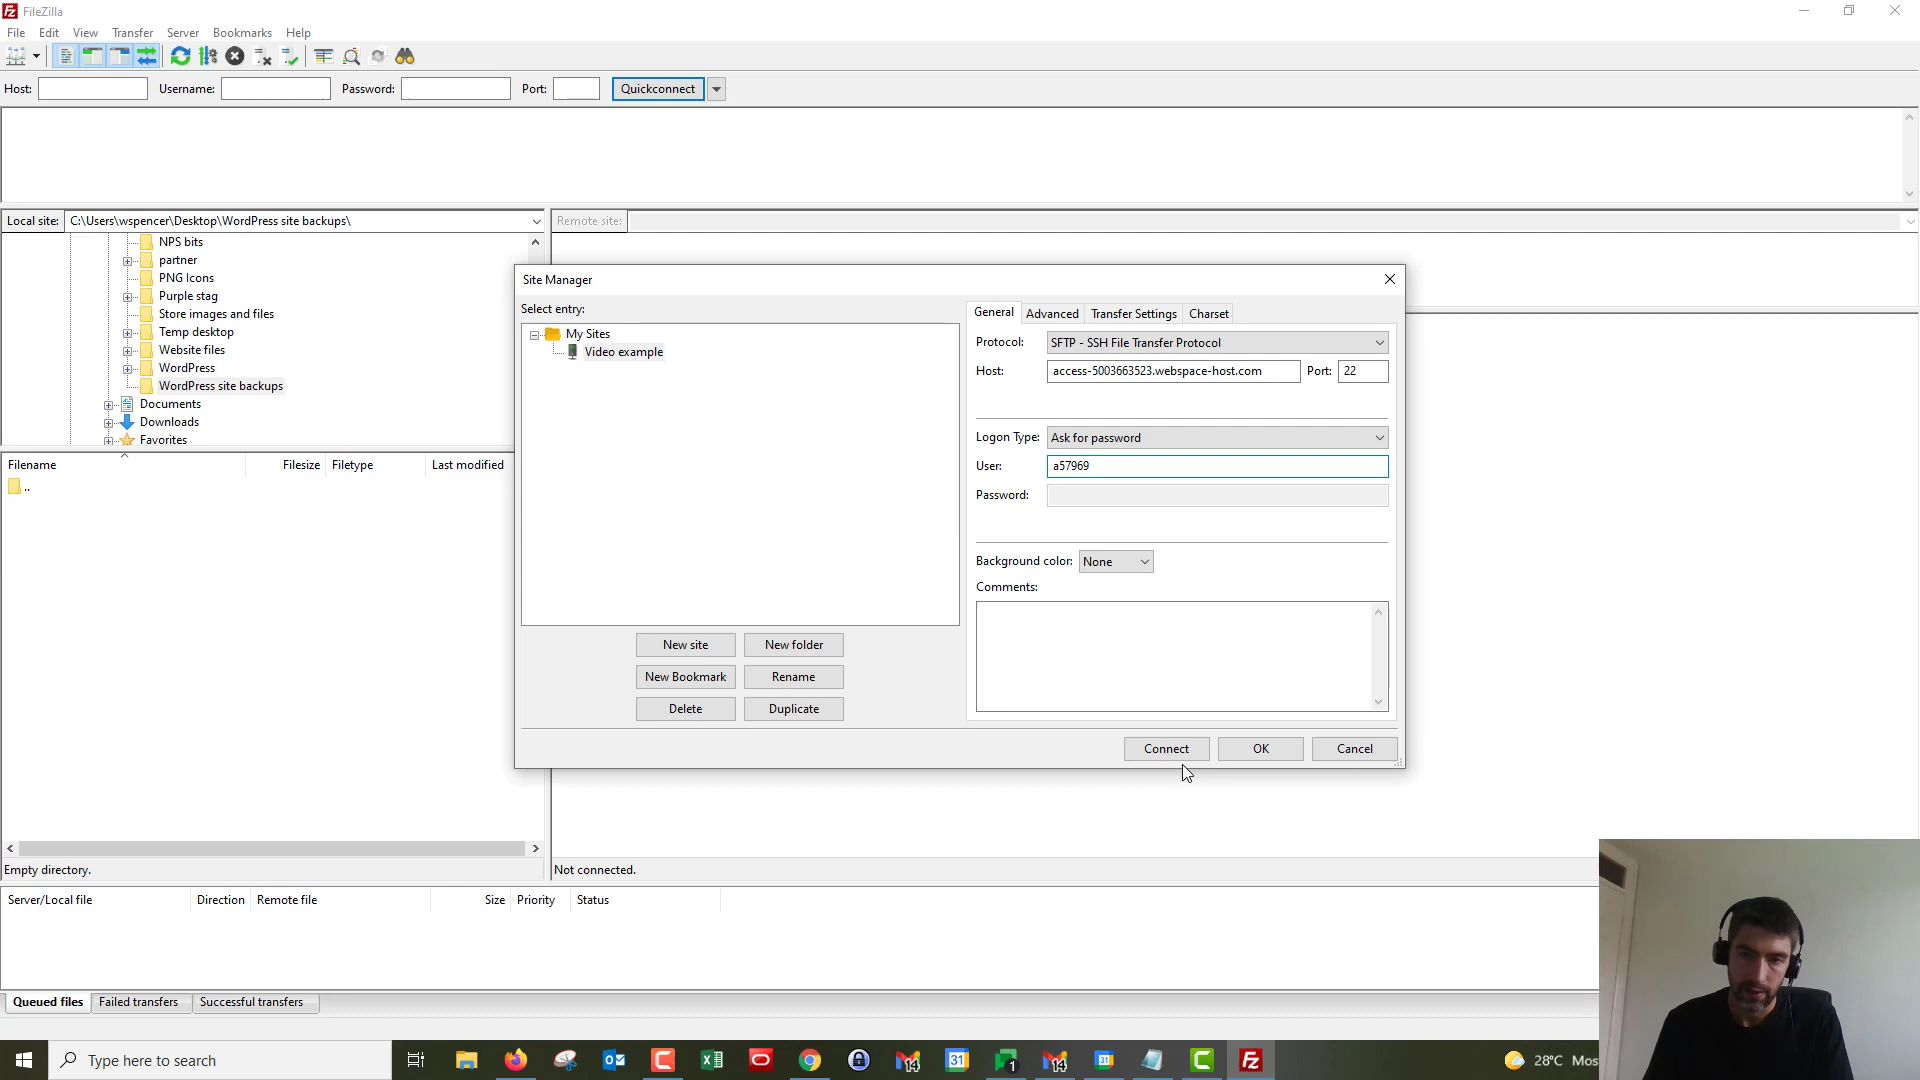 FileZilla
File Edit View Transfer Server Bookmarks Help
Host: Username: Password: Port: Quickconnect
Local site: C:\Users\wspencer\Desktop\WordPress site backups\
Remote site:
NPS bits
partner
PNG Icons
Purple stag
Store images and files
Temp desktop
Website files
WordPress
WordPress site backups
Documents
Downloads
Favorites
Filename Filesize Filetype Last modified
..
Empty directory.
Site Manager
Select entry:
My Sites
Video example
New site New folder
New Bookmark Rename
Delete Duplicate
General Advanced Transfer Settings Charset
Protocol: SFTP - SSH File Transfer Protocol
Host: access-5003663523.webspace-host.com Port: 22
Logon Type: Ask for password
User: a57969
Password:
Background color: None
Comments:
Connect OK Cancel
Not connected.
Server/Local file Direction Remote file Size Priority Status
Queued files Failed transfers Successful transfers
Type here to search
14
31
1
14
31
28°C Mos